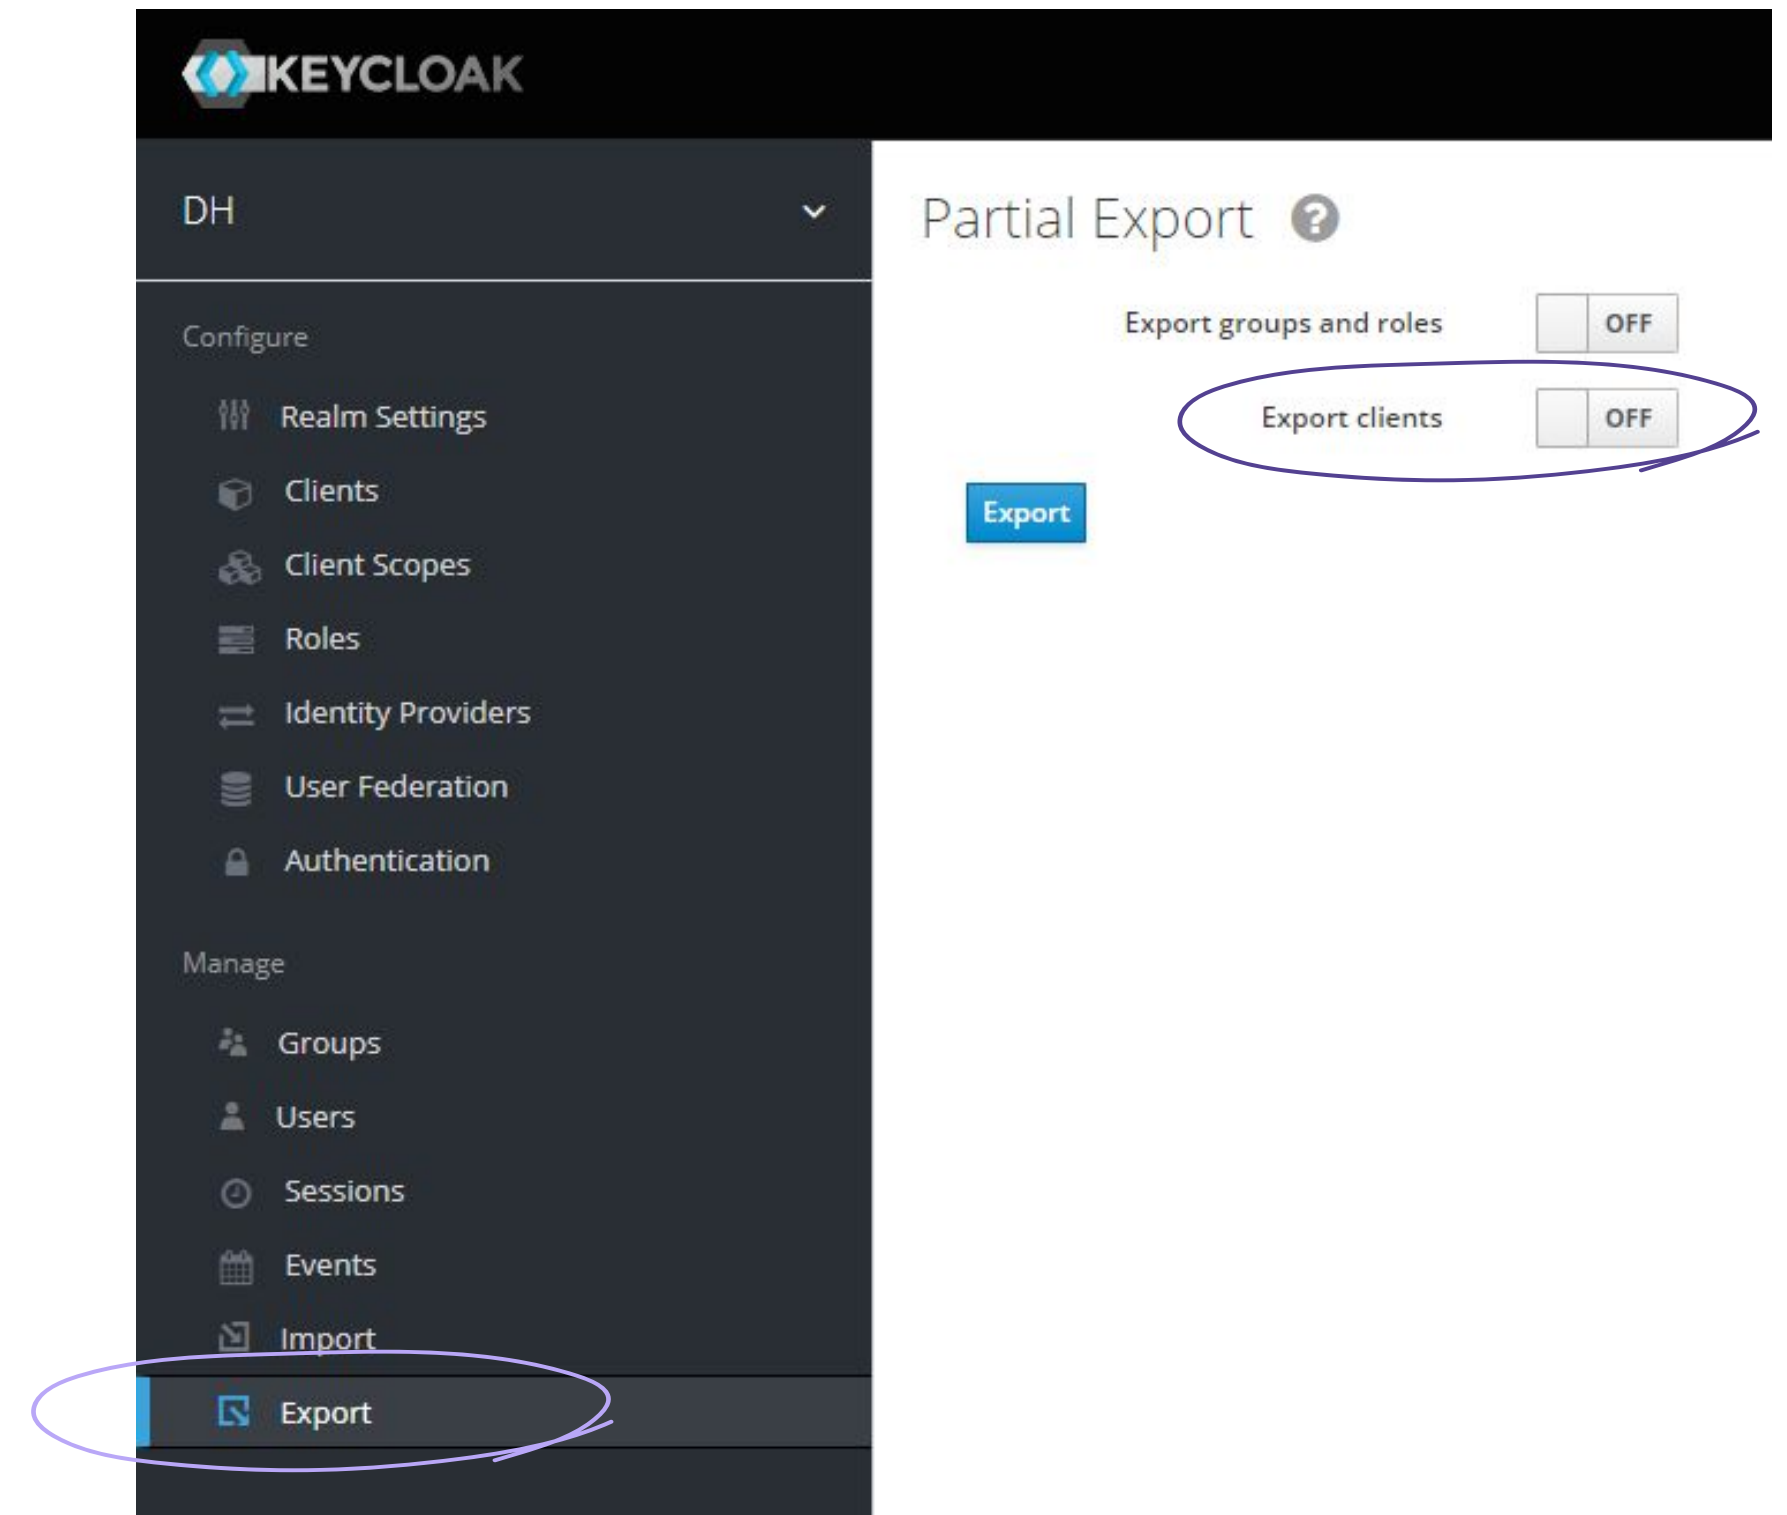 KEYCLOAK
DH
Configure
Realm Settings
Clients
Client Scopes
Roles
Identity Providers
User Federation
Authentication
Manage
Groups
Users
Sessions
Events
Import
Export
Partial Export ?
Export groups and roles OFF
Export clients OFF
Export